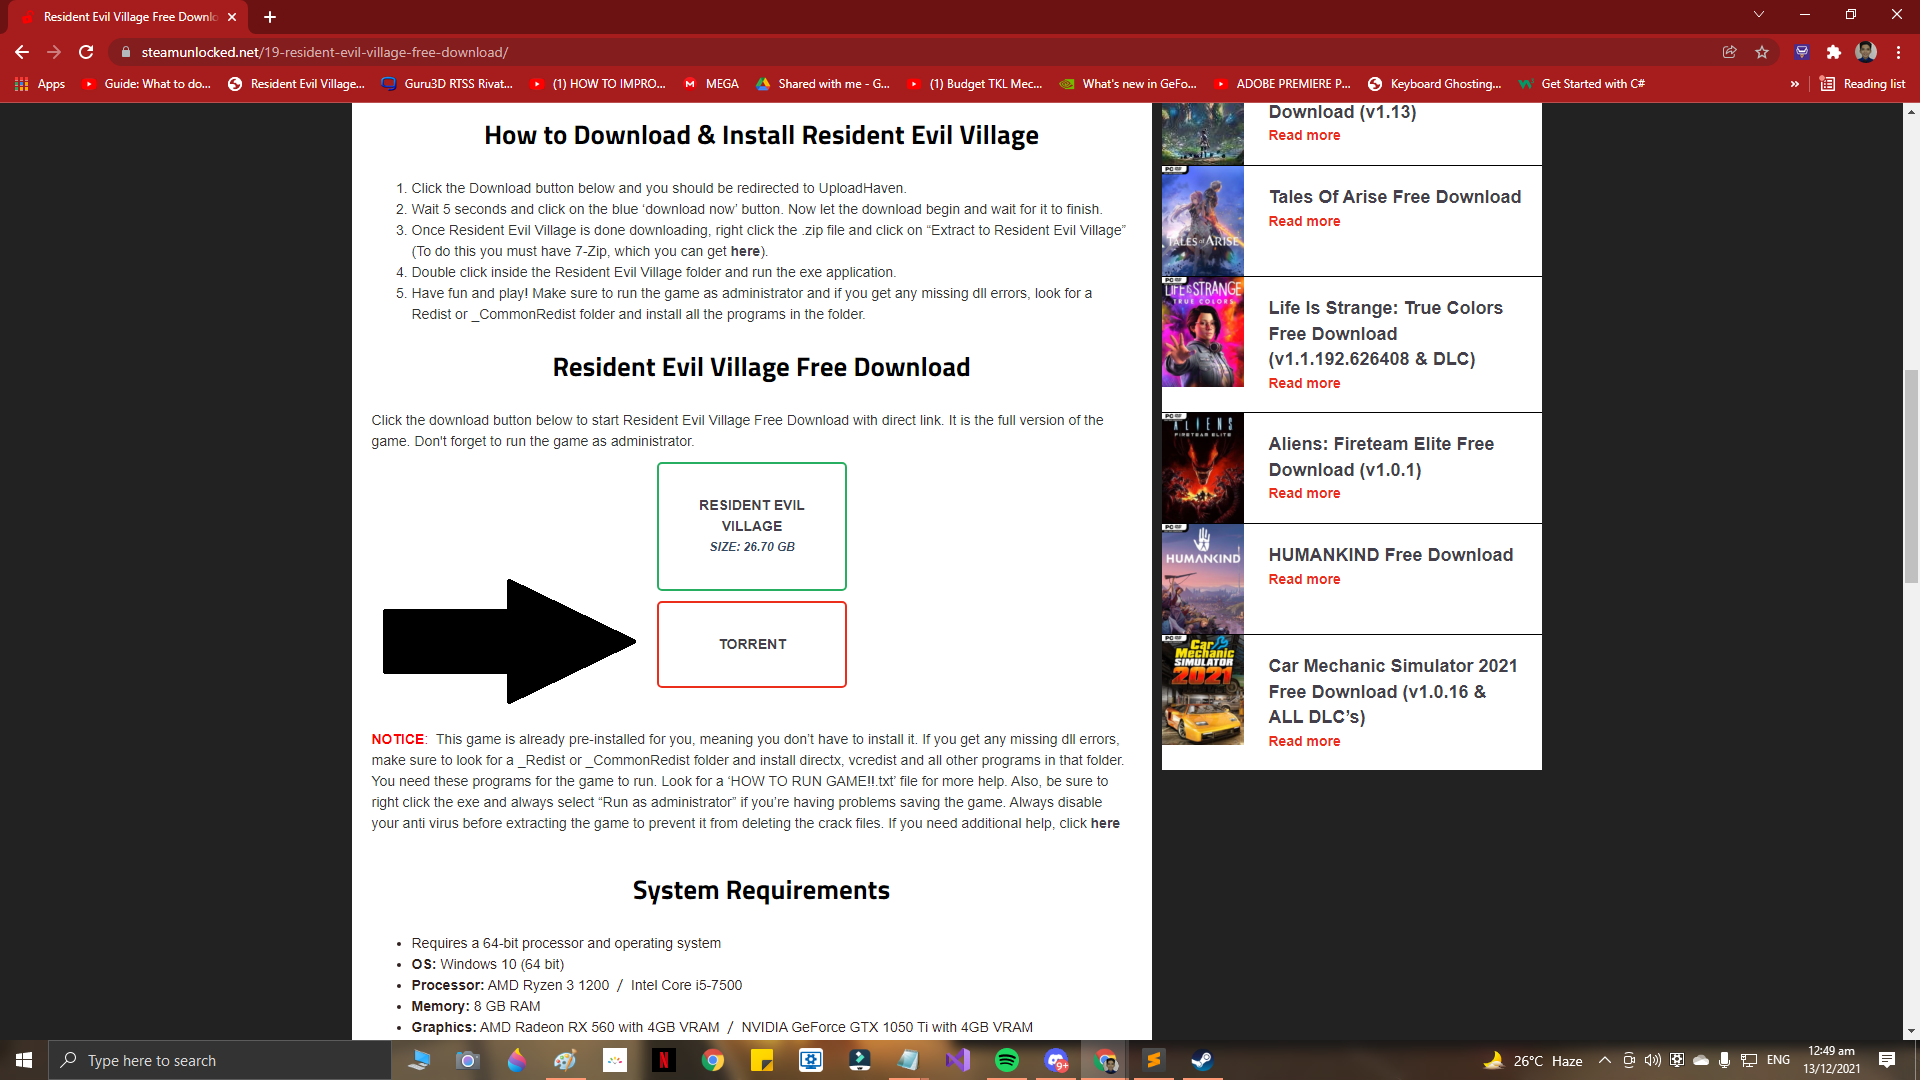 Resident Evil Village Free Downlo
steamunlocked.net/19-resident-evil-village-free-download/
Apps
Guide: What to do...
Resident Evil Village...
Guru3D RTSS Rivat...
(1) HOW TO IMPRO...
MEGA
Shared with me - G...
(1) Budget TKL Mec...
What's new in GeFo...
ADOBE PREMIERE P...
Keyboard Ghosting...
Get Started with C#
»
Reading list
How to Download & Install Resident Evil Village
1. Click the Download button below and you should be redirected to UploadHaven.
2. Wait 5 seconds and click on the blue ‘download now’ button. Now let the download begin and wait for it to finish.
3. Once Resident Evil Village is done downloading, right click the .zip file and click on “Extract to Resident Evil Village”
(To do this you must have 7-Zip, which you can get here).
4. Double click inside the Resident Evil Village folder and run the exe application.
5. Have fun and play! Make sure to run the game as administrator and if you get any missing dll errors, look for a
Redist or _CommonRedist folder and install all the programs in the folder.
Resident Evil Village Free Download
Click the download button below to start Resident Evil Village Free Download with direct link. It is the full version of the
game. Don't forget to run the game as administrator.
RESIDENT EVIL
VILLAGE
SIZE: 26.70 GB
TORRENT
NOTICE: This game is already pre-installed for you, meaning you don’t have to install it. If you get any missing dll errors,
make sure to look for a _Redist or _CommonRedist folder and install directx, vcredist and all other programs in that folder.
You need these programs for the game to run. Look for a ‘HOW TO RUN GAME!!.txt’ file for more help. Also, be sure to
right click the exe and always select “Run as administrator” if you’re having problems saving the game. Always disable
your anti virus before extracting the game to prevent it from deleting the crack files. If you need additional help, click here
System Requirements
• Requires a 64-bit processor and operating system
• OS: Windows 10 (64 bit)
• Processor: AMD Ryzen 3 1200 / Intel Core i5-7500
• Memory: 8 GB RAM
• Graphics: AMD Radeon RX 560 with 4GB VRAM / NVIDIA GeForce GTX 1050 Ti with 4GB VRAM
Download (v1.13)
Read more
PC
TALES of ARISE
Tales Of Arise Free Download
Read more
PC
LIFE IS STRANGE
TRUE COLORS
Life Is Strange: True Colors
Free Download
(v1.1.192.626408 & DLC)
Read more
PC
ALIENS
FIRETEAM ELITE
Aliens: Fireteam Elite Free
Download (v1.0.1)
Read more
PC
HUMANKIND
HUMANKIND Free Download
Read more
PC
Car
Mechanic
SIMULATOR
2021
Car Mechanic Simulator 2021
Free Download (v1.0.16 &
ALL DLC’s)
Read more
Type here to search
N
9+
26°C Haze
ENG
12:49 am
13/12/2021